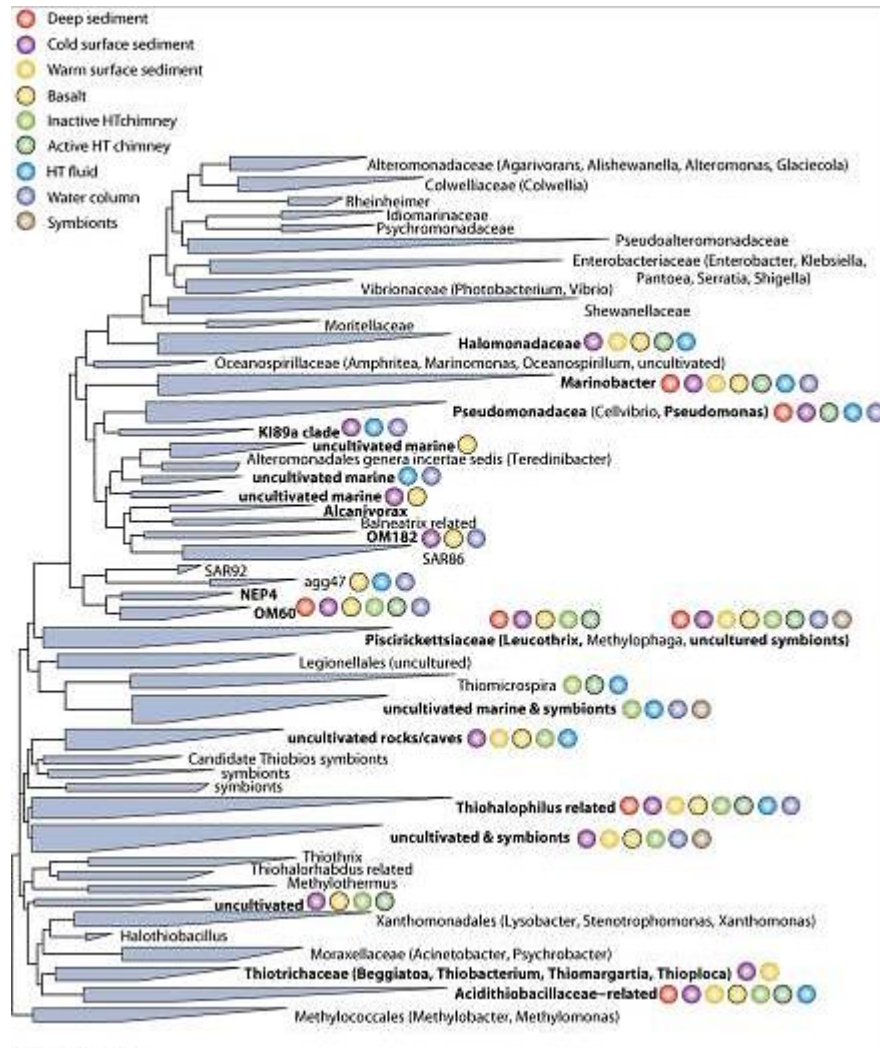 Deep sediment
Cold surface sediment
Warm surface sediment
Basalt
Inactive HTchimney
Active HT chimney
HT fluid
Water column
Symbionts
Alteromonadaceae (Agarivorans, Alishewanella, Alteromonas, Glaciecola)
Colwelliaceae (Colwellia)
Rheinheimer
Idiomarinaceae
Psychromonadaceae
Pseudoalteromonadaceae
Enterobacteriaceae (Enterobacter, Klebsiella,
Pantoea, Serratia, Shigella)
Vibrionaceae (Photobacterium, Vibrio)
Shewanellaceae
Moritellaceae
Halomonadaceae
Oceanospirillaceae (Amphritea, Marinomonas, Oceanospirillum, uncultivated)
Marinobacter
Pseudomonadacea (Cellvibrio, Pseudomonas)
KI89a clade
uncultivated marine
Alteromonadales genera incertae sedis (Teredinibacter)
uncultivated marine
uncultivated marine
Alcanivorax
Balneatrix related
OM182
SAR86
SAR92
agg47
NEP4
OM60
Piscirickettsiaceae (Leucothrix, Methylophaga, uncultured symbionts)
Legionellales (uncultured)
Thiomicrospira
uncultivated marine & symbionts
uncultivated rocks/caves
Candidate Thiobios symbionts
symbionts
symbionts
Thiohalophilus related
uncultivated & symbionts
Thiothrix
Thiohalorhabdus related
Methylothermus
uncultivated
Xanthomonadales (Lysobacter, Stenotrophomonas, Xanthomonas)
Halothiobacillus
Moraxellaceae (Acinetobacter, Psychrobacter)
Thiotrichaceae (Beggiatoa, Thiobacterium, Thiomargartia, Thioploca)
Acidithiobacillaceae–related
Methylococcales (Methylobacter, Methylomonas)